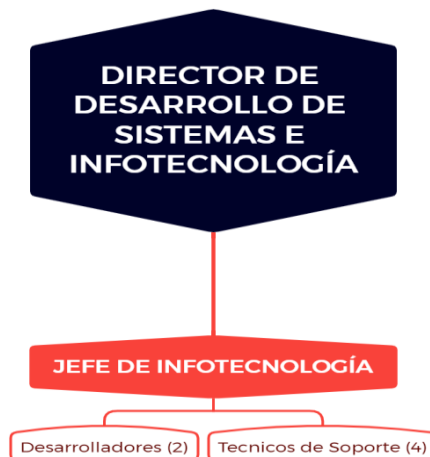 DIRECTOR DE
DESARROLLO DE
SISTEMAS E
INFOTECNOLOGÍA
JEFE DE INFOTECNOLOGÍA
Desarrolladores (2)
Tecnicos de Soporte (4)